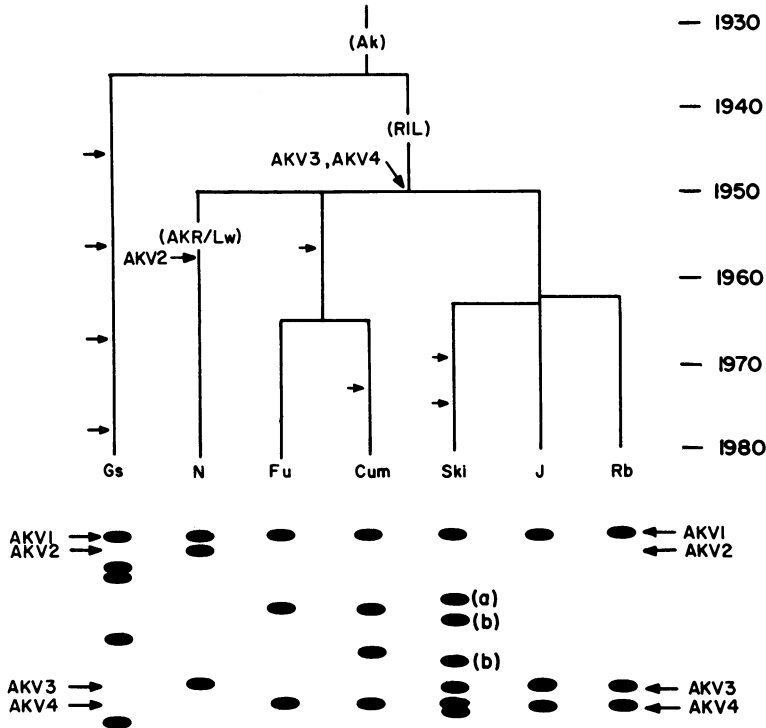 1930
(Ak)
1940
(RIL)
AKV3, AKV4
1950
(AKR/Lw)
AKV2
1960
1970
1980
Gs N Fu Cum Ski J Rb
AKV1 AKV1
AKV2 AKV2
(a)
(b)
(b)
AKV3 AKV3
AKV4 AKV4